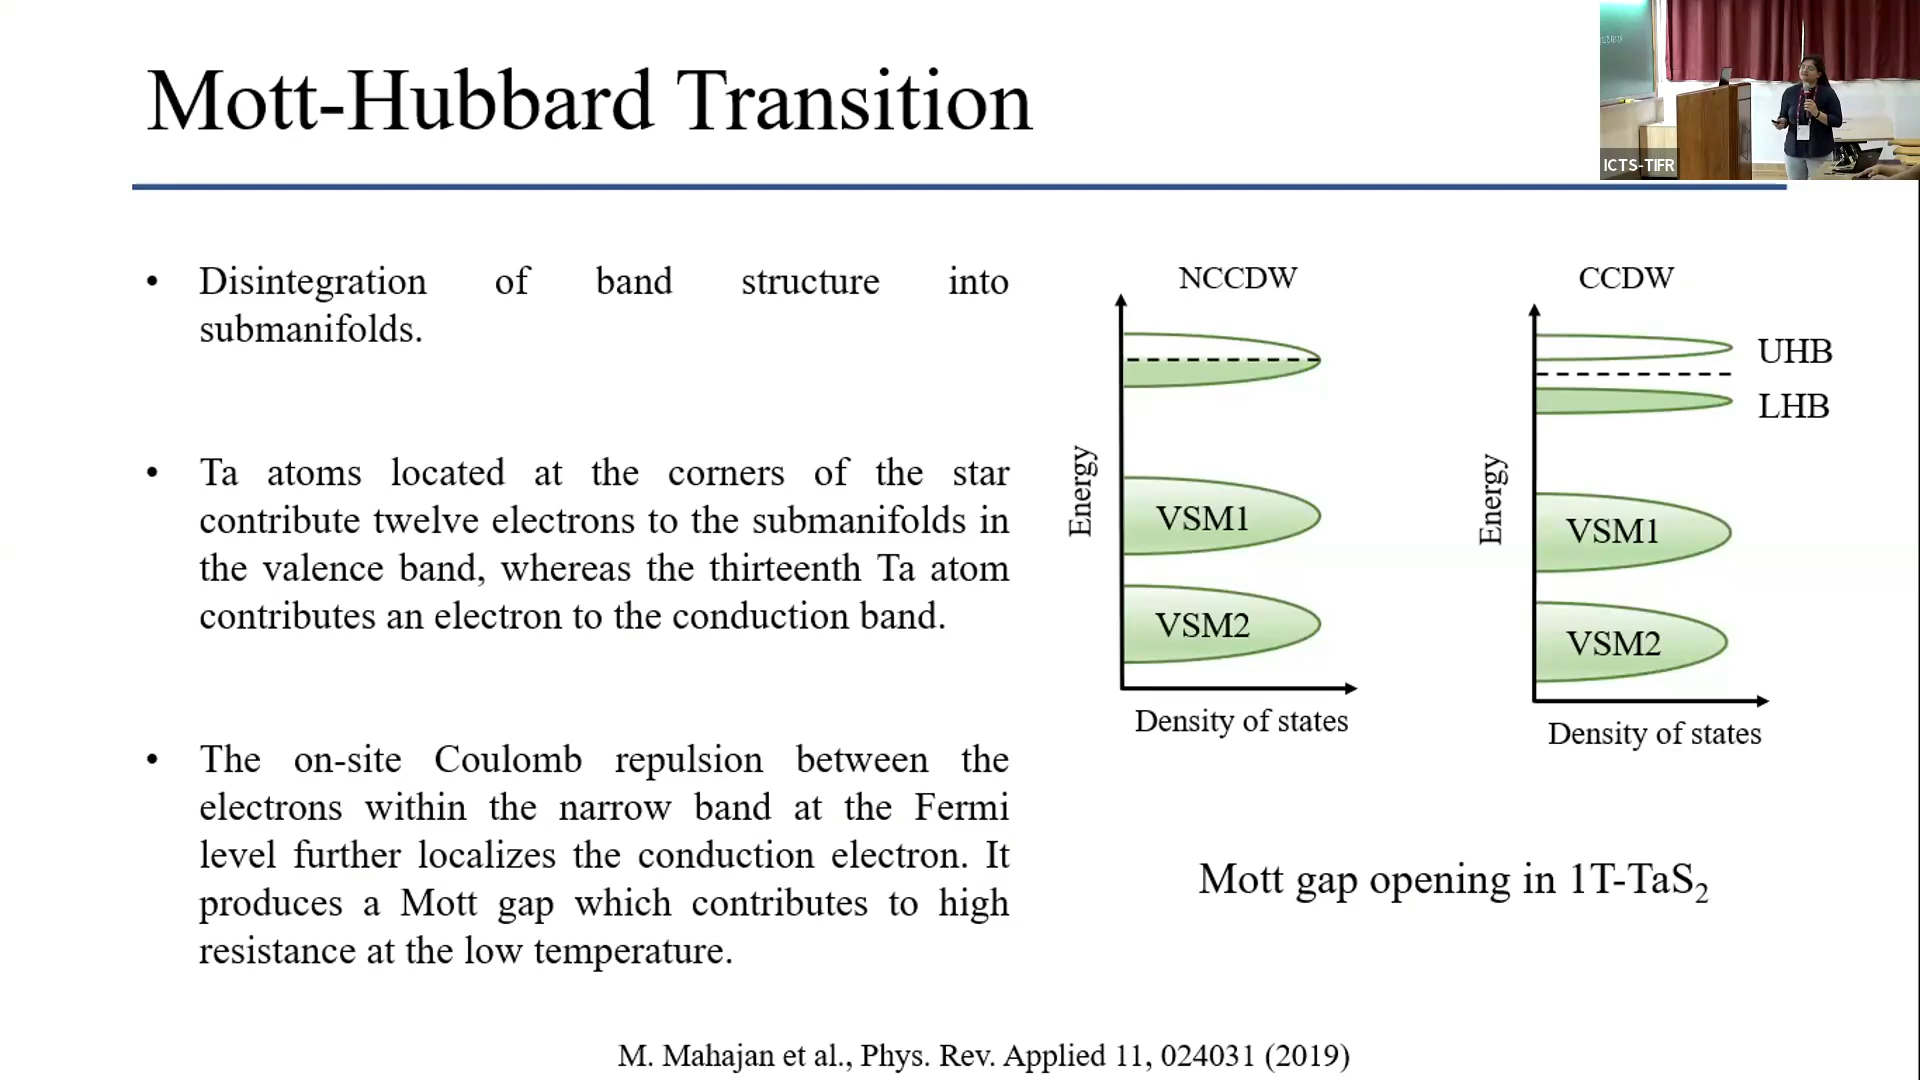 Mott-Hubbard Transition
ICTS-TIFR
• Disintegration of band structure into
submanifolds.
• Ta atoms located at the corners of the star
contribute twelve electrons to the submanifolds in
the valence band, whereas the thirteenth Ta atom
contributes an electron to the conduction band.
• The on-site Coulomb repulsion between the
electrons within the narrow band at the Fermi
level further localizes the conduction electron. It
produces a Mott gap which contributes to high
resistance at the low temperature.
NCCDW
Energy
VSM1
VSM2
Density of states
CCDW
UHB
LHB
Energy
VSM1
VSM2
Density of states
Mott gap opening in 1T-TaS₂
M. Mahajan et al., Phys. Rev. Applied 11, 024031 (2019)